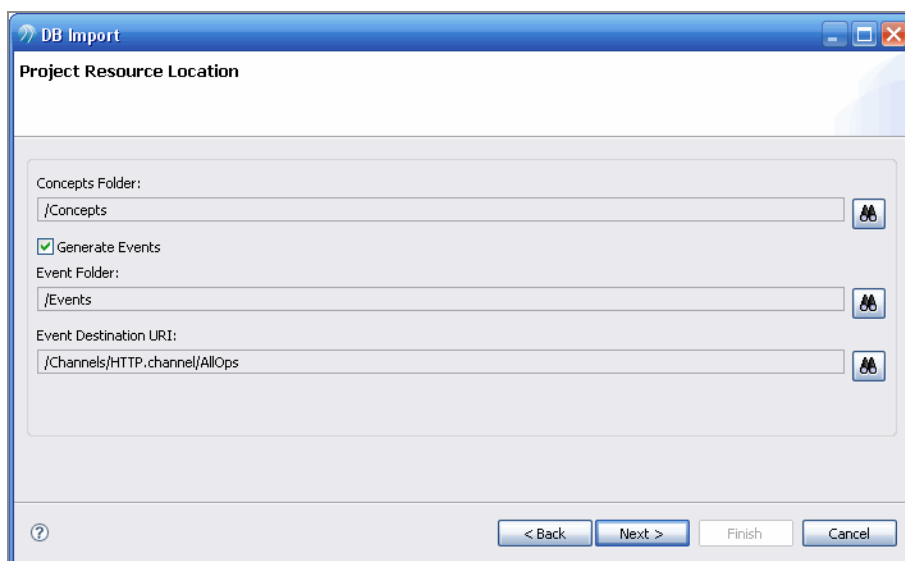 DB Import
Project Resource Location
Concepts Folder:
/Concepts
Generate Events
Event Folder:
/Events
Event Destination URI:
/Channels/HTTP.channel/AllOps
?
< Back Next > Finish Cancel